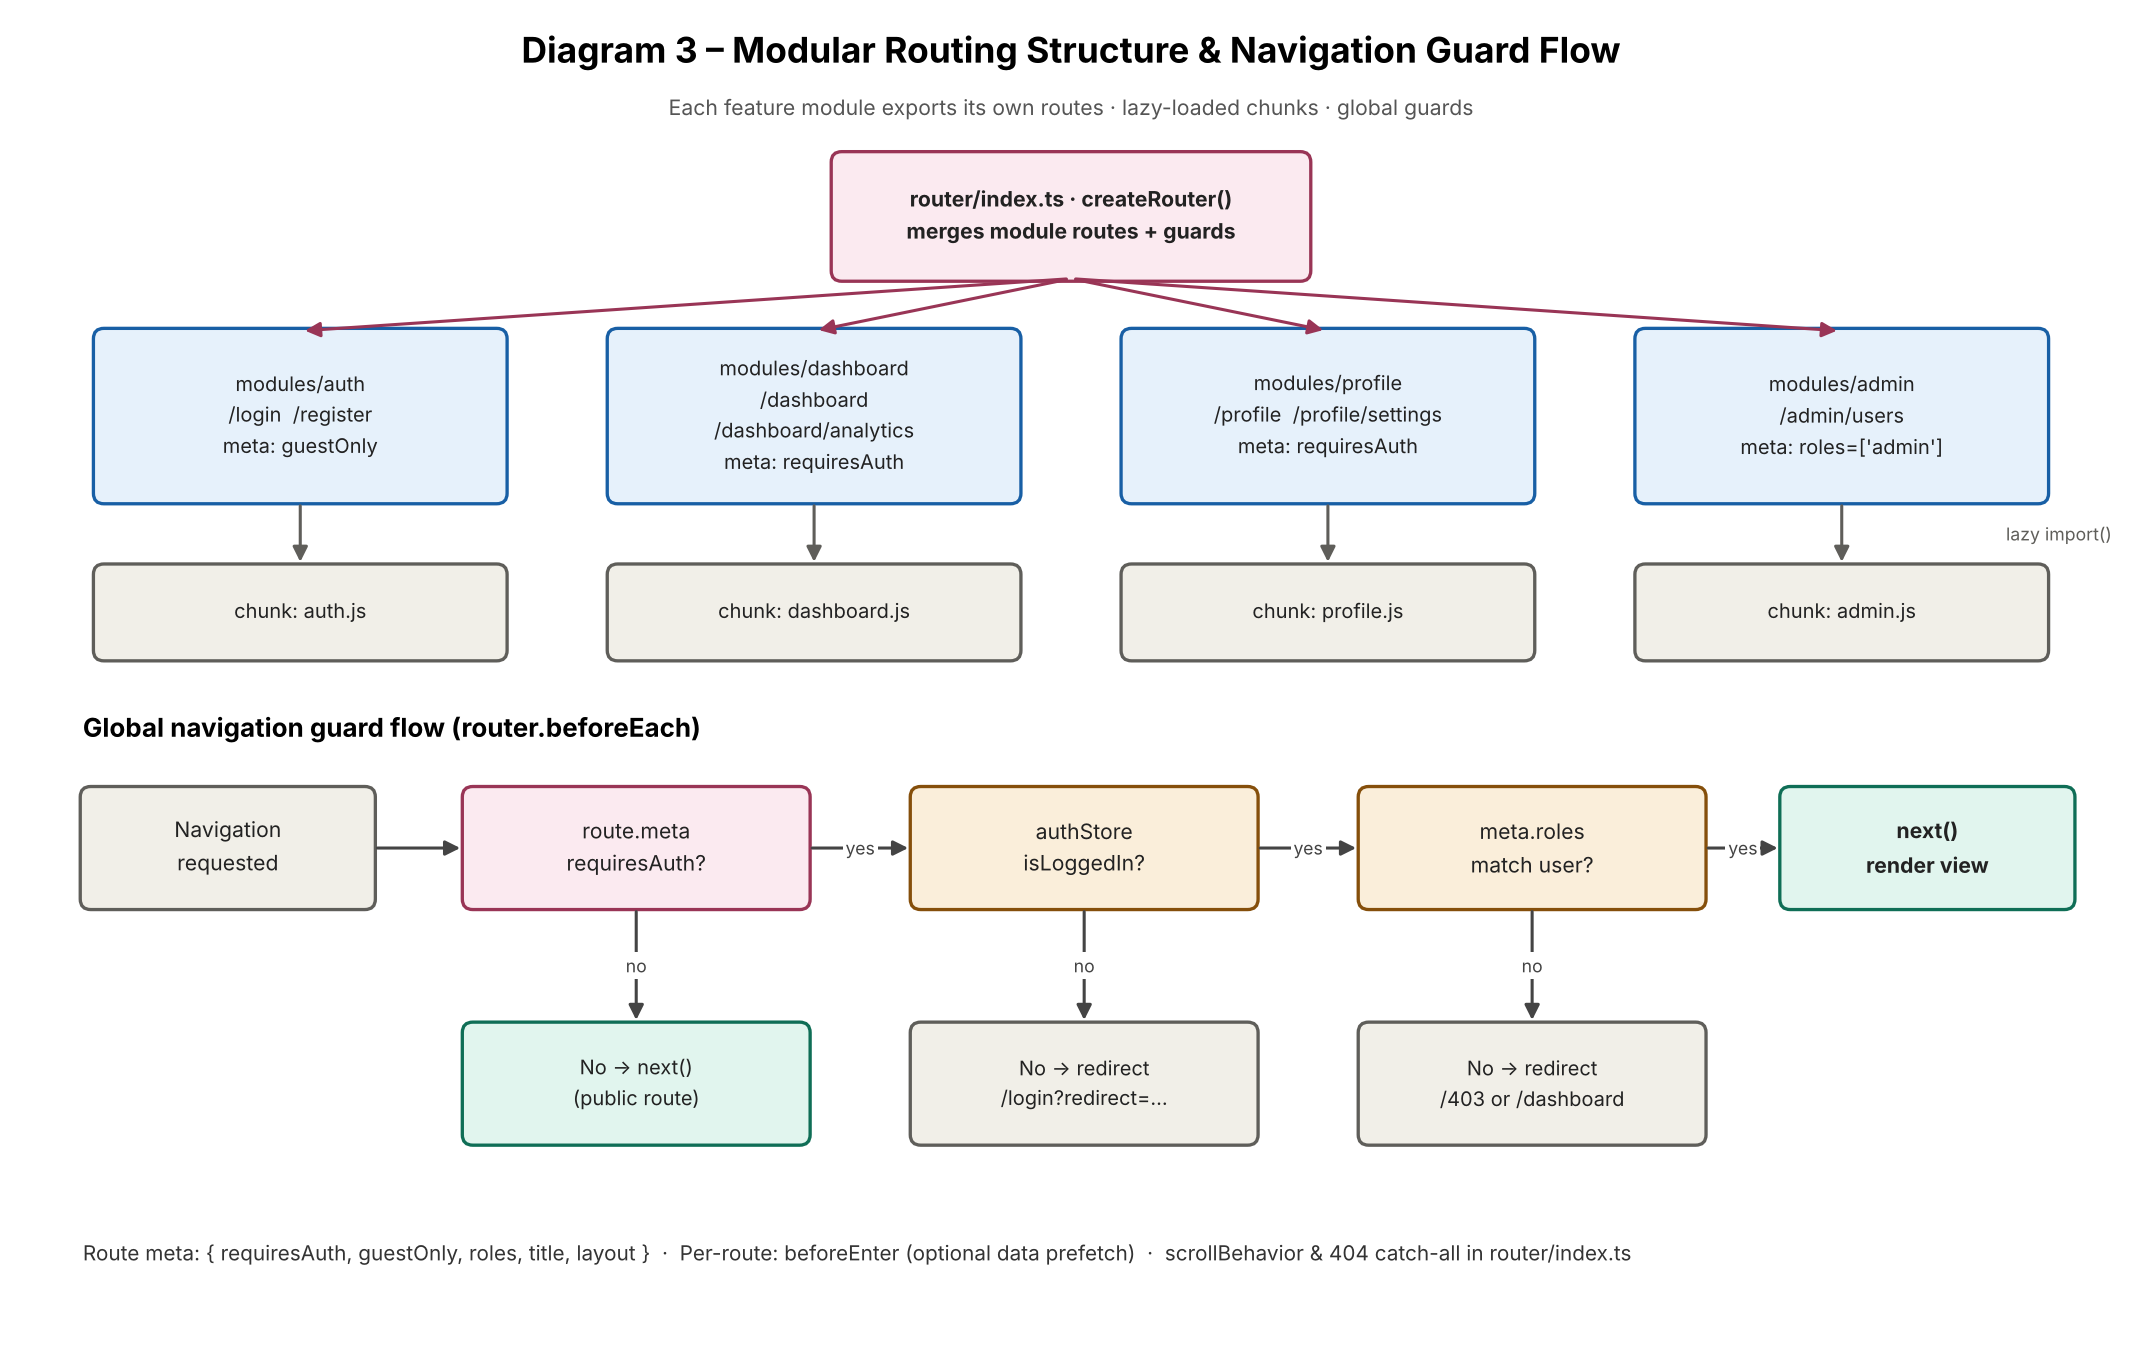 Diagram 3 – Modular Routing Structure & Navigation Guard Flow
Each feature module exports its own routes · lazy-loaded chunks · global guards
router/index.ts · createRouter()
merges module routes + guards
modules/auth
/login  /register
meta: guestOnly
modules/dashboard
/dashboard
/dashboard/analytics
meta: requiresAuth
modules/profile
/profile  /profile/settings
meta: requiresAuth
modules/admin
/admin/users
meta: roles=['admin']
lazy import()
chunk: auth.js
chunk: dashboard.js
chunk: profile.js
chunk: admin.js
Global navigation guard flow (router.beforeEach)
Navigation
requested
route.meta
requiresAuth?
yes
authStore
isLoggedIn?
yes
meta.roles
match user?
yes
next()
render view
no
no
no
No → next()
(public route)
No → redirect
/login?redirect=…
No → redirect
/403 or /dashboard
Route meta: { requiresAuth, guestOnly, roles, title, layout }  ·  Per-route: beforeEnter (optional data prefetch)  ·  scrollBehavior & 404 catch-all in router/index.ts